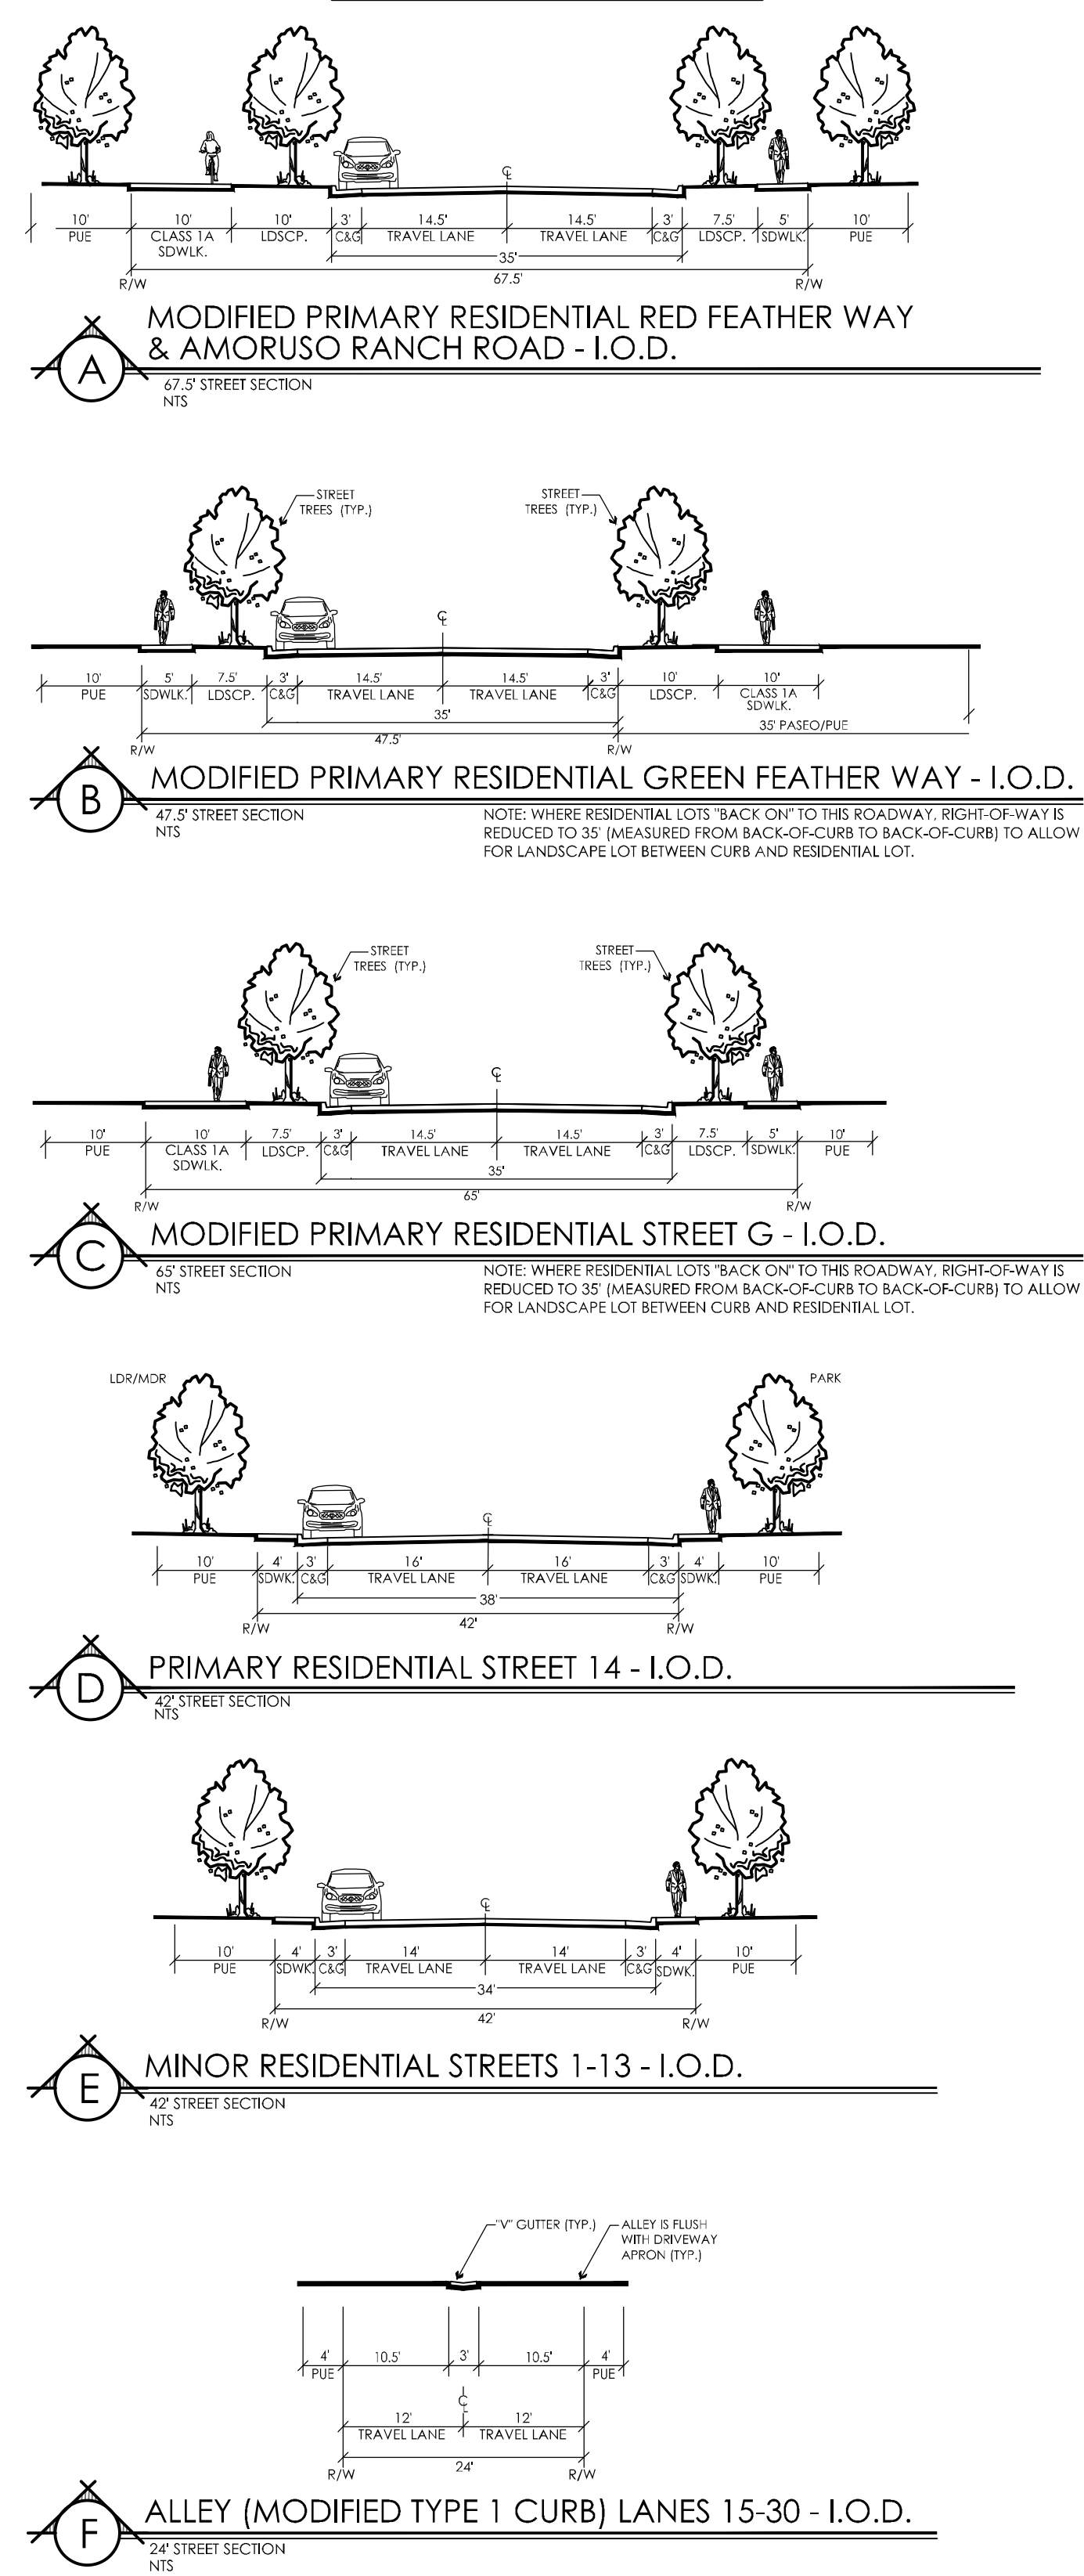 10' 10' 10' 3' 14.5' 14.5' 3' 7.5' 5' 10'
PUE CLASS 1A LDSCP. C&G TRAVEL LANE TRAVEL LANE C&G LDSCP. SDWLK. PUE
SDWLK.
35'
67.5'
R/W R/W
A
MODIFIED PRIMARY RESIDENTIAL RED FEATHER WAY
& AMORUSO RANCH ROAD - I.O.D.
67.5' STREET SECTION
NTS
STREET STREET
TREES (TYP.) TREES (TYP.)
10' 5' 7.5' 3' 14.5' 14.5' 3' 10' 10'
PUE SDWLK. LDSCP. C&G TRAVEL LANE TRAVEL LANE C&G LDSCP. CLASS 1A
SDWLK.
35'
35' PASEO/PUE
47.5'
R/W R/W
B
MODIFIED PRIMARY RESIDENTIAL GREEN FEATHER WAY - I.O.D.
47.5' STREET SECTION
NTS
NOTE: WHERE RESIDENTIAL LOTS "BACK ON" TO THIS ROADWAY, RIGHT-OF-WAY IS
REDUCED TO 35' (MEASURED FROM BACK-OF-CURB TO BACK-OF-CURB) TO ALLOW
FOR LANDSCAPE LOT BETWEEN CURB AND RESIDENTIAL LOT.
STREET STREET
TREES (TYP.) TREES (TYP.)
10' 10' 7.5' 3' 14.5' 14.5' 3' 7.5' 5' 10'
PUE CLASS 1A LDSCP. C&G TRAVEL LANE TRAVEL LANE C&G LDSCP. SDWLK. PUE
SDWLK.
35'
65'
R/W R/W
C
MODIFIED PRIMARY RESIDENTIAL STREET G - I.O.D.
65' STREET SECTION
NTS
NOTE: WHERE RESIDENTIAL LOTS "BACK ON" TO THIS ROADWAY, RIGHT-OF-WAY IS
REDUCED TO 35' (MEASURED FROM BACK-OF-CURB TO BACK-OF-CURB) TO ALLOW
FOR LANDSCAPE LOT BETWEEN CURB AND RESIDENTIAL LOT.
LDR/MDR PARK
10' 4' 3' 16' 16' 3' 4' 10'
PUE SDWK. C&G TRAVEL LANE TRAVEL LANE C&G SDWK. PUE
38'
42'
R/W R/W
D
PRIMARY RESIDENTIAL STREET 14 - I.O.D.
42' STREET SECTION
NTS
10' 4' 3' 14' 14' 3' 4' 10'
PUE SDWK. C&G TRAVEL LANE TRAVEL LANE C&G SDWK. PUE
34'
42'
R/W R/W
E
MINOR RESIDENTIAL STREETS 1-13 - I.O.D.
42' STREET SECTION
NTS
"V" GUTTER (TYP.) ALLEY IS FLUSH
WITH DRIVEWAY
APRON (TYP.)
4' 10.5' 3' 10.5' 4'
PUE PUE
12' 12'
TRAVEL LANE TRAVEL LANE
24'
R/W R/W
F
ALLEY (MODIFIED TYPE 1 CURB) LANES 15-30 - I.O.D.
24' STREET SECTION
NTS